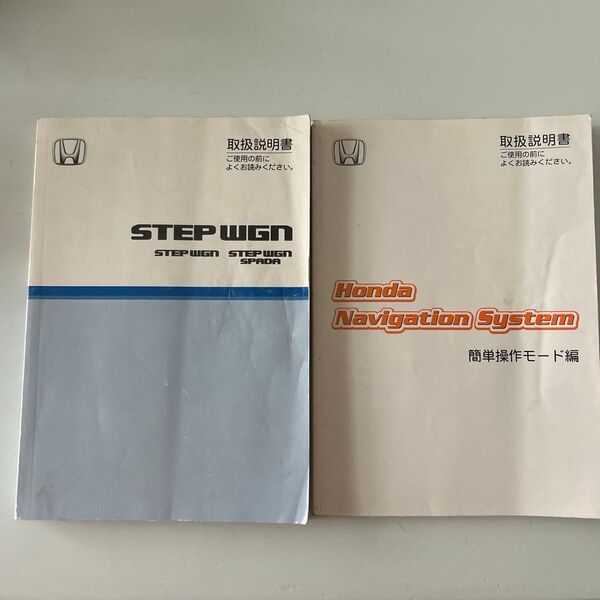 取扱説明書
ご使用の前に
よくお読みください。
STEP WGN
STEP WGN STEP WGN
SPADA
取扱説明書
ご使用の前に
よくお読みください。
Honda
Navigation System
簡単操作モード編